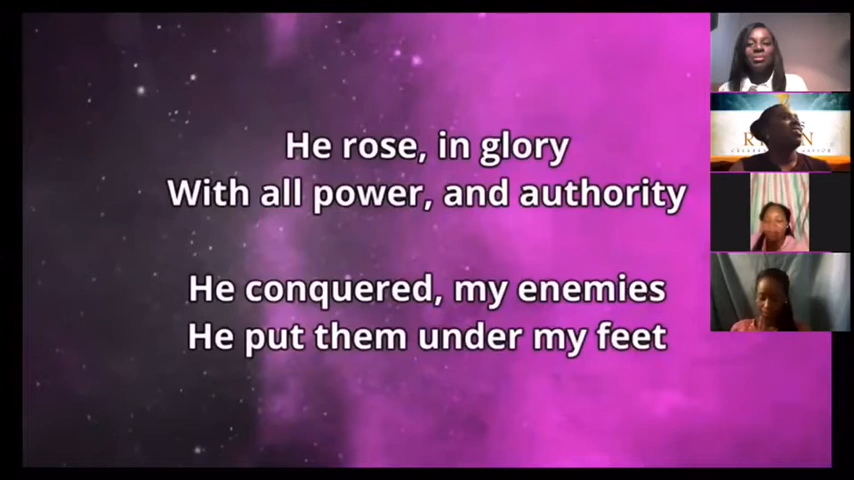 He rose, in glory
With all power, and authority
He conquered, my enemies
He put them under my feet